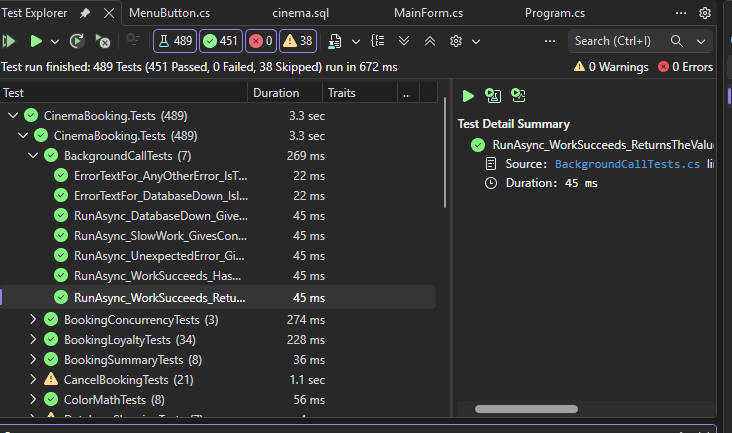 Test Explorer MenuButton.cs cinema.sql MainForm.cs Program.cs ...
489 451 0 38 ... Search (Ctrl+I)
Test run finished: 489 Tests (451 Passed, 0 Failed, 38 Skipped) run in 672 ms 0 Warnings 0 Errors
Test Duration Traits ...
CinemaBooking.Tests (489) 3.3 sec
CinemaBooking.Tests (489) 3.3 sec
BackgroundCallTests (7) 269 ms
ErrorTextFor_AnyOtherError_IsT... 22 ms
ErrorTextFor_DatabaseDown_IsI... 22 ms
RunAsync_DatabaseDown_Give... 45 ms
RunAsync_SlowWork_GivesCon... 45 ms
RunAsync_UnexpectedError_Gi... 45 ms
RunAsync_WorkSucceeds_Has... 45 ms
RunAsync_WorkSucceeds_Retu... 45 ms
BookingConcurrencyTests (3) 274 ms
BookingLoyaltyTests (34) 228 ms
BookingSummaryTests (8) 36 ms
CancelBookingTests (21) 1.1 sec
ColorMathTests (8) 56 ms
Test Detail Summary
RunAsync_WorkSucceeds_ReturnsTheValue
Source: BackgroundCallTests.cs li
Duration: 45 ms